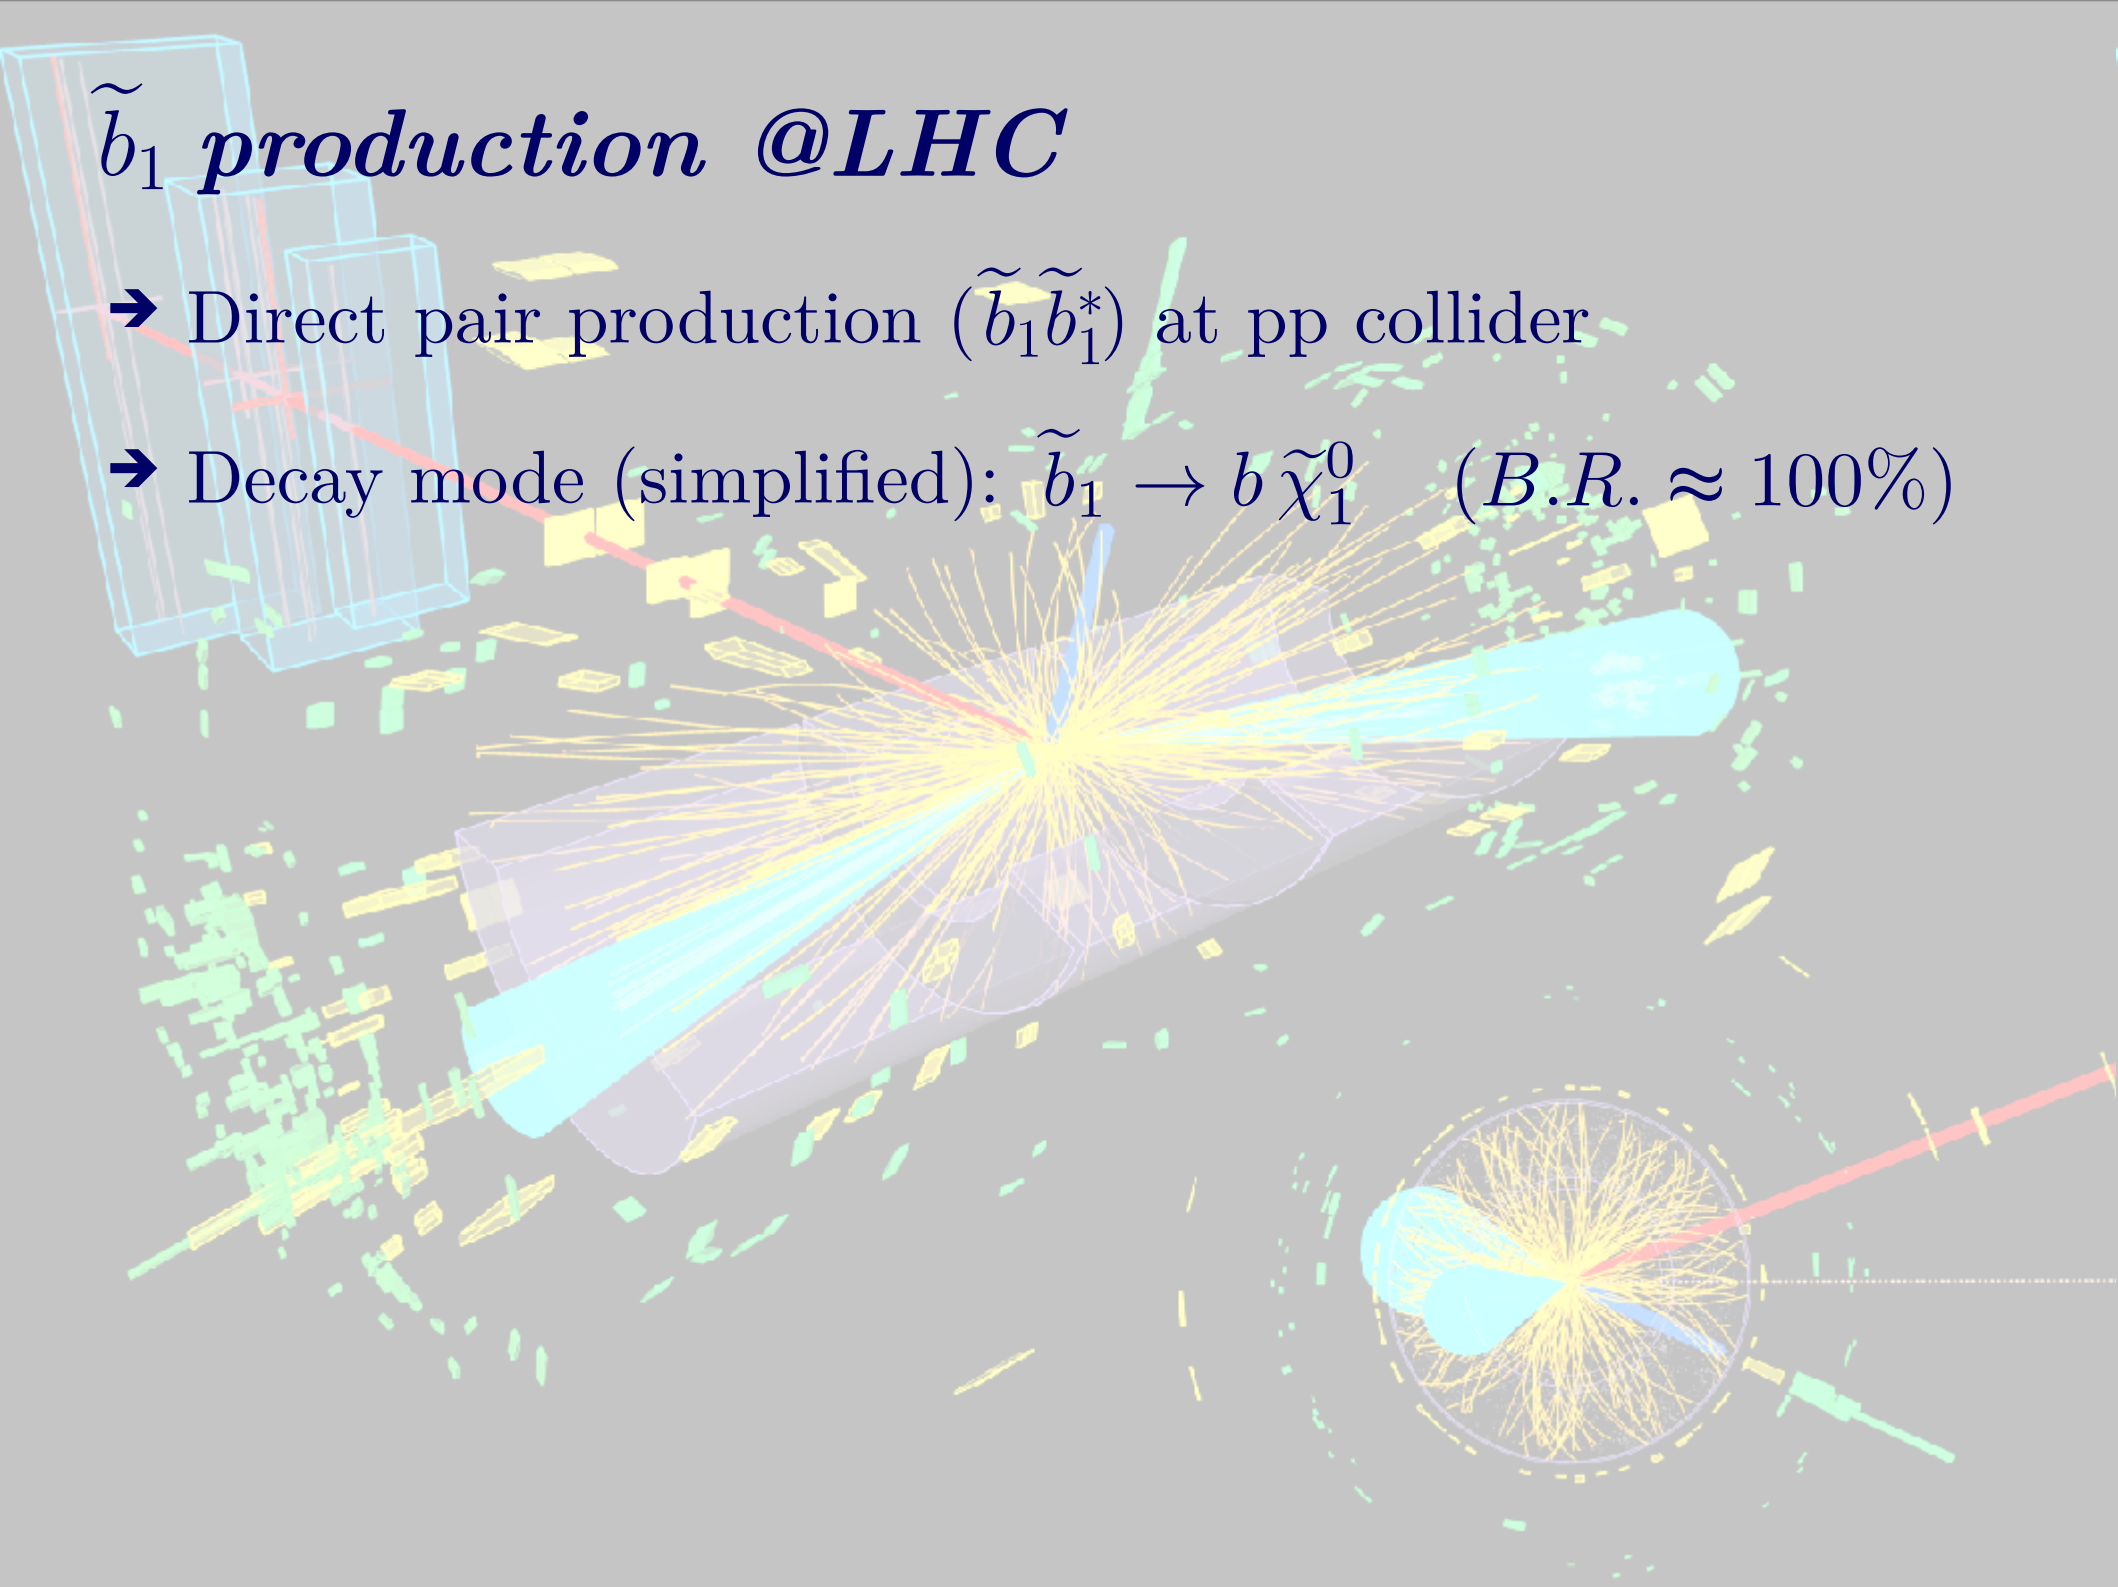 b̃₁ production @LHC
➔ Direct pair production (b̃₁b̃₁*) at pp collider
➔ Decay mode (simplified): b̃₁ → b χ̃₁⁰ (B.R. ≈ 100%)